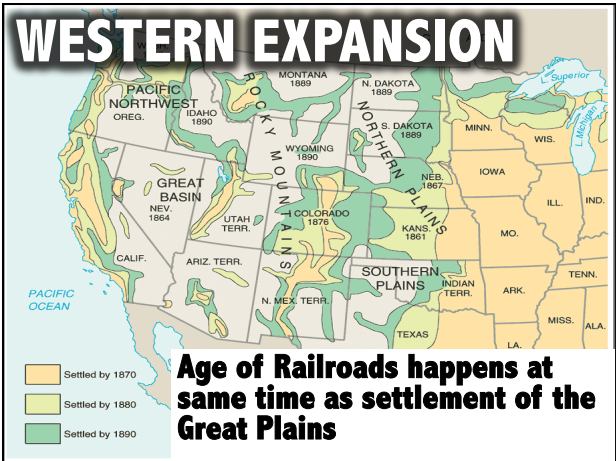 WESTERN EXPANSION
L. Superior
L. Michigan
PACIFIC
NORTHWEST
OREG.
IDAHO
1890
MONTANA
1889
N. DAKOTA
1889
S. DAKOTA
1889
WYOMING
1890
ROCKY MOUNTAINS
NORTHERN PLAINS
MINN.
WIS.
IOWA
NEB.
1867
ILL.
IND.
GREAT
BASIN
NEV.
1864
UTAH
TERR.
COLORADO
1876
KANS.
1861
MO.
CALIF.
ARIZ. TERR.
N. MEX. TERR.
SOUTHERN
PLAINS
INDIAN
TERR.
ARK.
TENN.
MISS.
ALA.
TEXAS
LA.
PACIFIC
OCEAN
Settled by 1870
Settled by 1880
Settled by 1890
Age of Railroads happens at
same time as settlement of the
Great Plains